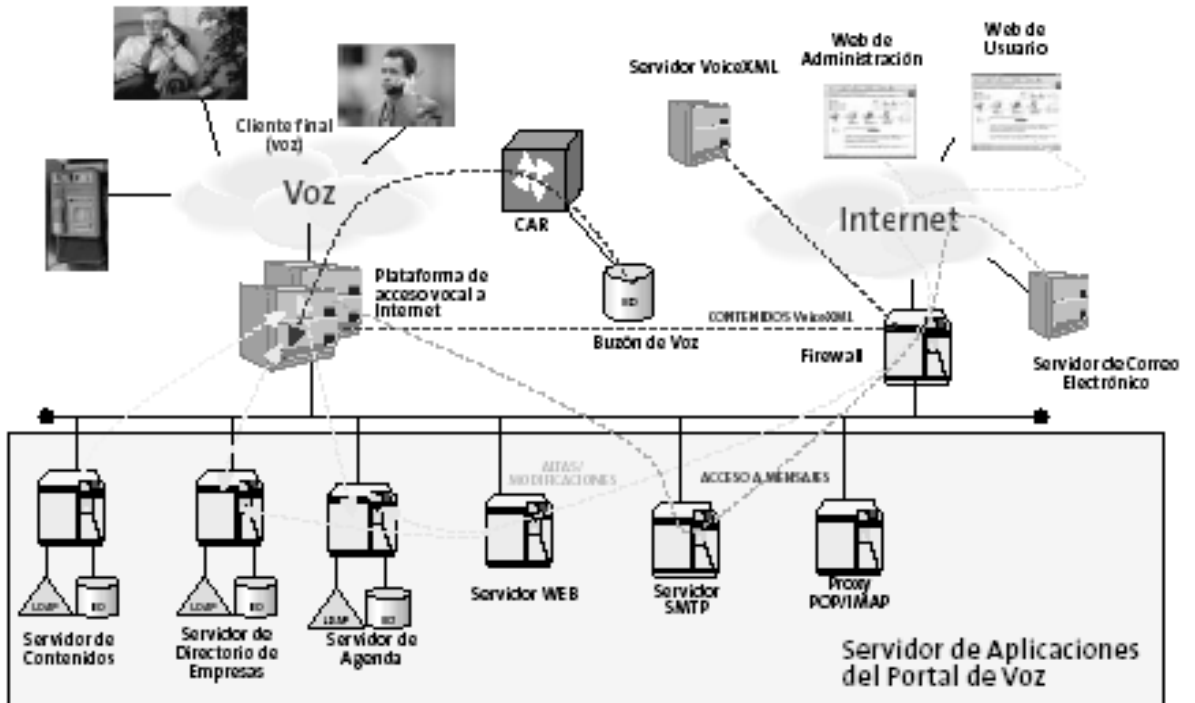 Web de
Administración
Web de
Usuario
Servidor VoiceXML
Cliente final
(voz)
Voz
CAR
Internet
Plataforma de
acceso vocal a
Internet
BD
Buzón de Voz
CONTENIDOS VoiceXML
Firewall
Servidor de Correo
Electrónico
ALTAS/
MODIFICACIONES
ACCESO A MENSAJES
LDAP
BD
LDAP
BD
LDAP
BD
Servidor de
Contenidos
Servidor de
Directorio de
Empresas
Servidor de
Agenda
Servidor WEB
Servidor
SMTP
Proxy
POP/IMAP
Servidor de Aplicaciones
del Portal de Voz